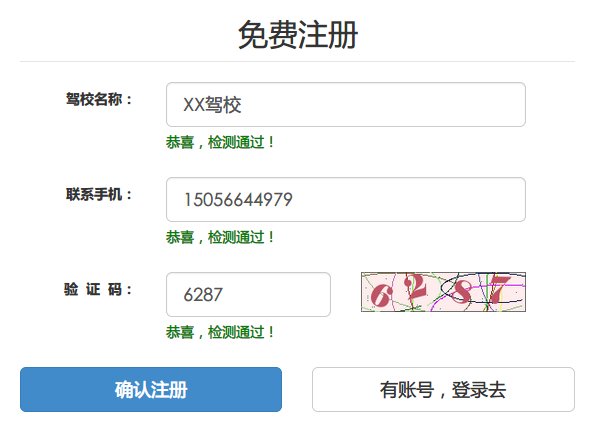 免费注册
驾校名称： XX驾校
恭喜，检测通过！
联系手机： 15056644979
恭喜，检测通过！
验 证 码： 6287 6287
恭喜，检测通过！
确认注册 有账号，登录去